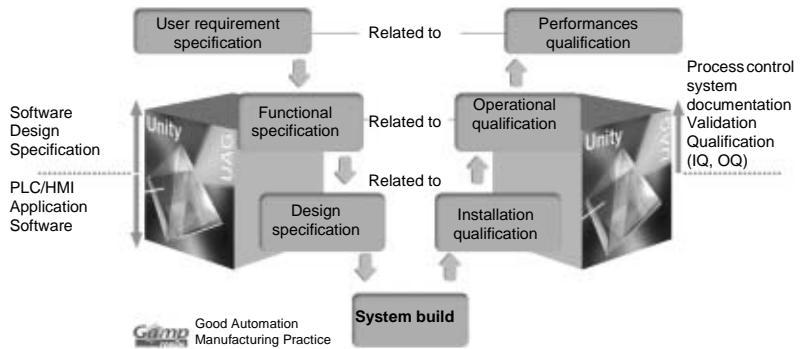 User requirement
specification
Related to
Performances
qualification
Process control
system
documentation
Validation
Qualification
(IQ, OQ)
Software
Design
Specification
Unity
UAG
Functional
specification
Related to
Operational
qualification
Unity
PLC/HMI
Application
Software
Related to
Design
specification
Installation
qualification
System build
Gamp
Good Automation
Manufacturing Practice